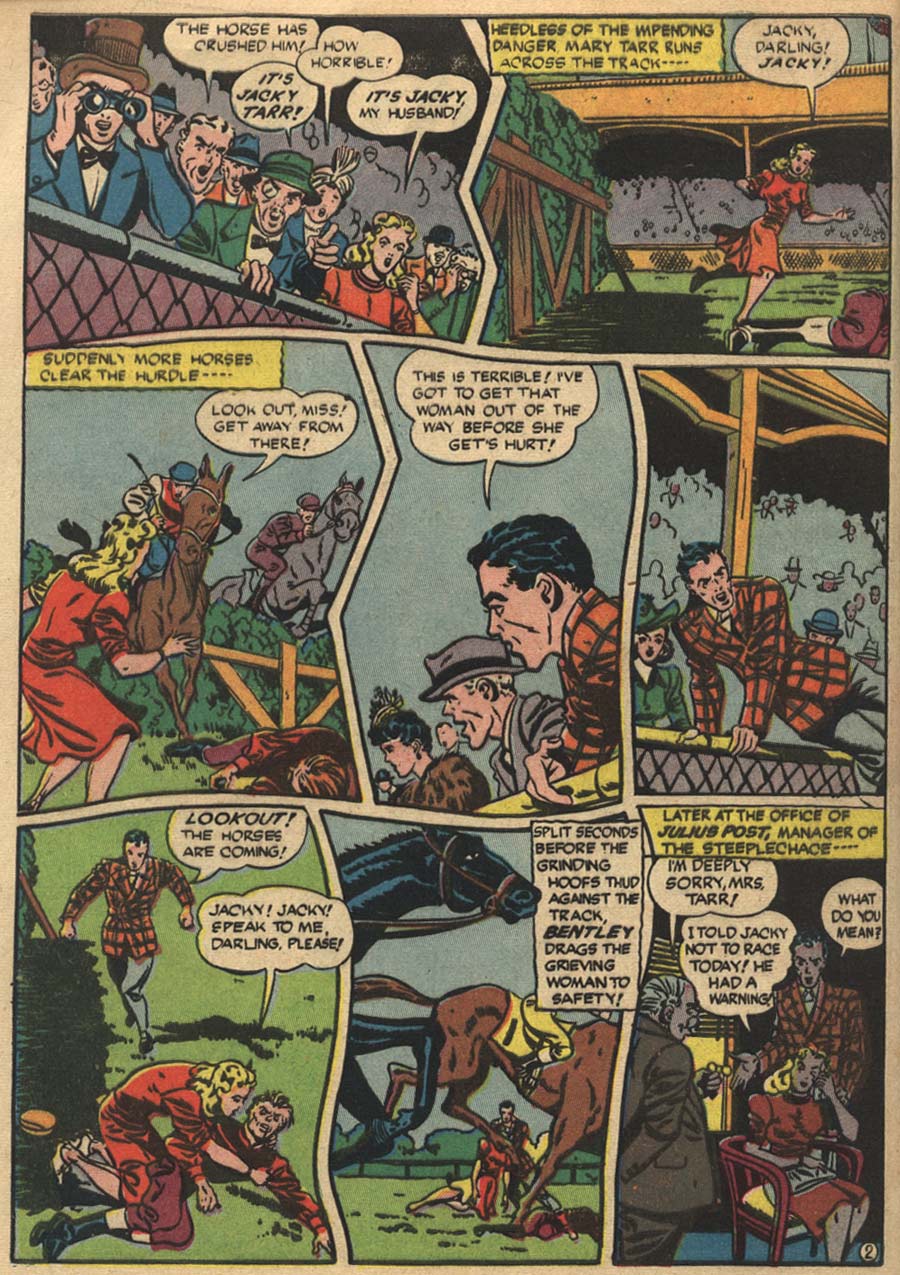 THE HORSE HAS
CRUSHED HIM!
HOW
HORRIBLE!
IT'S
JACKY
TARR!
IT'S JACKY,
MY HUSBAND!
HEEDLESS OF THE IMPENDING
DANGER, MARY TARR RUNS
ACROSS THE TRACK----
JACKY,
DARLING!
JACKY!
SUDDENLY MORE HORSES
CLEAR THE HURDLE----
LOOK OUT, MISS!
GET AWAY FROM
THERE!
THIS IS TERRIBLE! I'VE
GOT TO GET THAT
WOMAN OUT OF THE
WAY BEFORE SHE
GET'S HURT!
LOOKOUT!
THE HORSES
ARE COMING!
JACKY! JACKY!
SPEAK TO ME,
DARLING, PLEASE!
SPLIT SECONDS
BEFORE THE
GRINDING
HOOFS THUD
AGAINST THE
TRACK,
BENTLEY
DRAGS THE
GRIEVING
WOMAN TO
SAFETY!
LATER AT THE OFFICE OF
JULIUS POST, MANAGER OF
THE STEEPLECHACE----
I'M DEEPLY
SORRY, MRS.
TARR!
I TOLD JACKY
NOT TO RACE
TODAY! HE
HAD A
WARNING!
WHAT
DO YOU
MEAN?
2